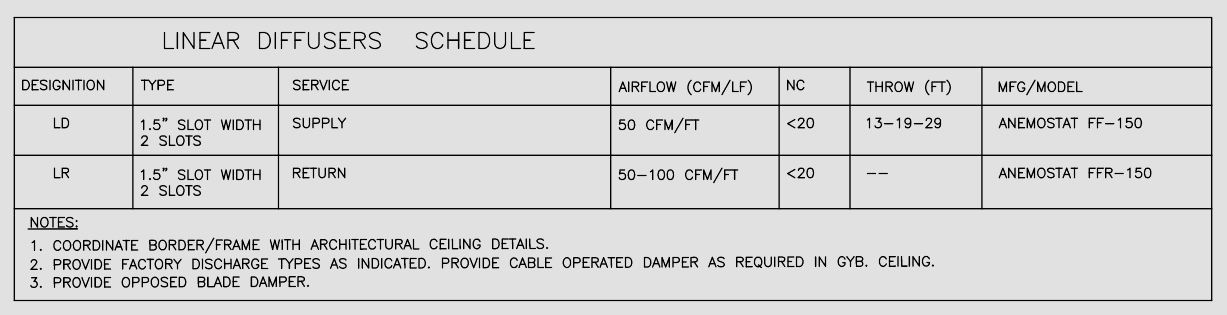 LINEAR DIFFUSERS SCHEDULE
DESIGNITION TYPE SERVICE AIRFLOW (CFM/LF) NC THROW (FT) MFG/MODEL
LD 1.5" SLOT WIDTH SUPPLY 50 CFM/FT <20 13-19-29 ANEMOSTAT FF-150
2 SLOTS
LR 1.5" SLOT WIDTH RETURN 50-100 CFM/FT <20 -- ANEMOSTAT FFR-150
2 SLOTS
NOTES:
1. COORDINATE BORDER/FRAME WITH ARCHITECTURAL CEILING DETAILS.
2. PROVIDE FACTORY DISCHARGE TYPES AS INDICATED. PROVIDE CABLE OPERATED DAMPER AS REQUIRED IN GYB. CEILING.
3. PROVIDE OPPOSED BLADE DAMPER.